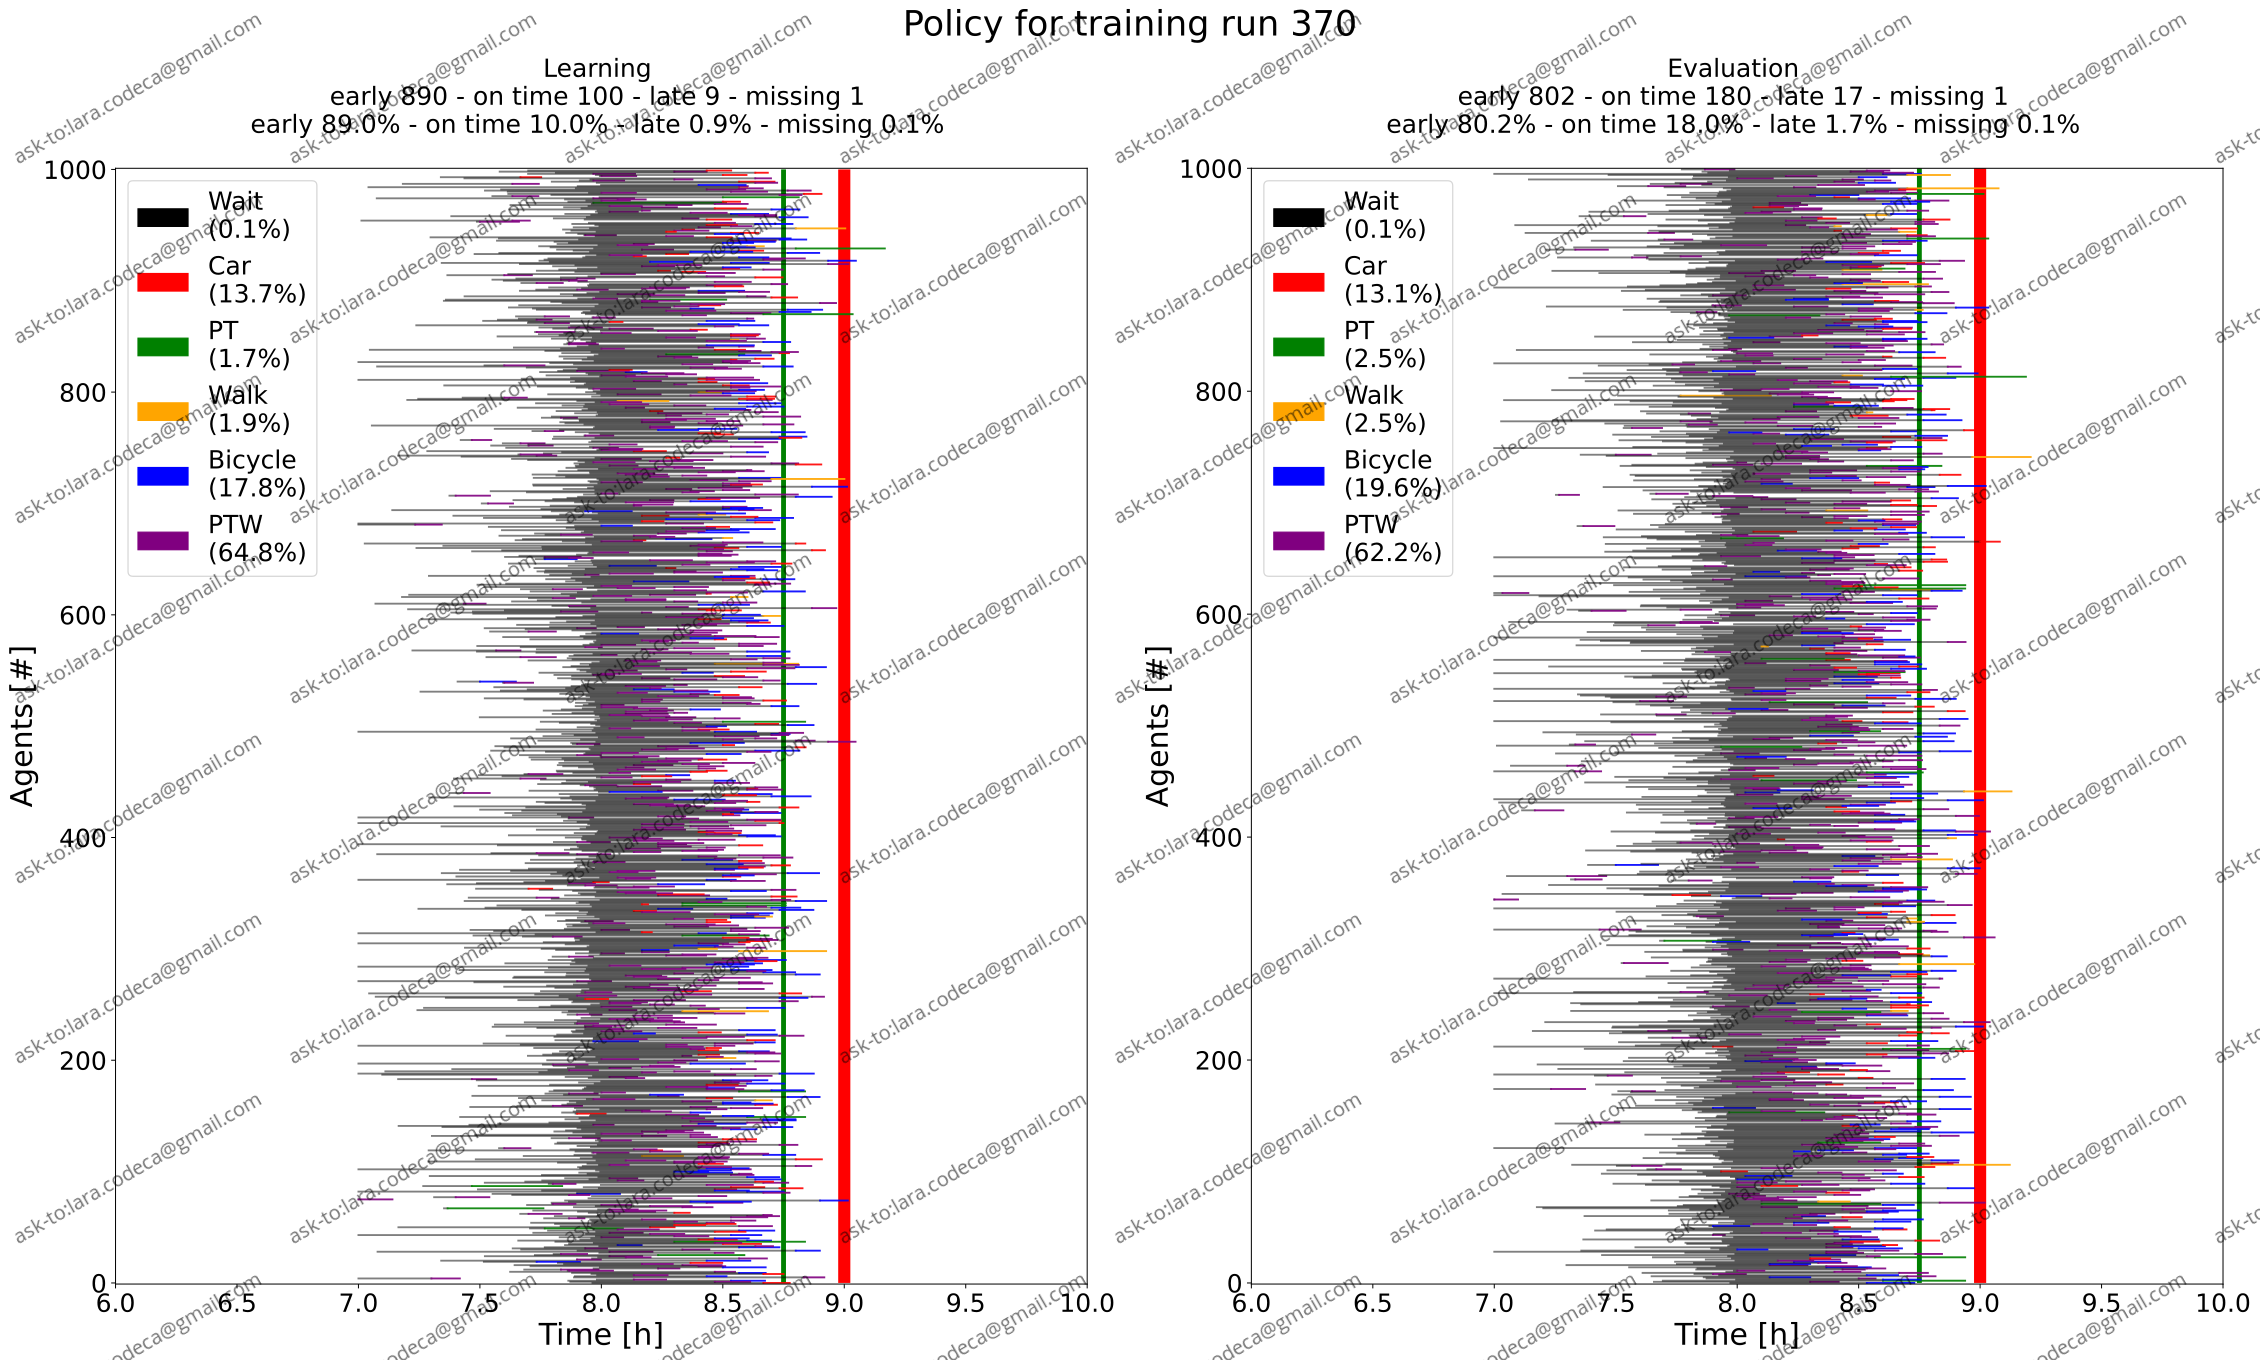 Policy for training run 370
Learning
early 890 - on time 100 - late 9 - missing 1
early 89.0% - on time 10.0% - late 0.9% - missing 0.1%
Wait
(0.1%)
Car
(13.7%)
PT
(1.7%)
Walk
(1.9%)
Bicycle
(17.8%)
PTW
(64.8%)
1000
800
600
400
200
0
Agents [#]
6.0 6.5 7.0 7.5 8.0 8.5 9.0 9.5 10.0
Time [h]
Evaluation
early 802 - on time 180 - late 17 - missing 1
early 80.2% - on time 18.0% - late 1.7% - missing 0.1%
Wait
(0.1%)
Car
(13.1%)
PT
(2.5%)
Walk
(2.5%)
Bicycle
(19.6%)
PTW
(62.2%)
1000
800
600
400
200
0
Agents [#]
6.0 6.5 7.0 7.5 8.0 8.5 9.0 9.5 10.0
Time [h]
ask-to:lara.codeca@gmail.com